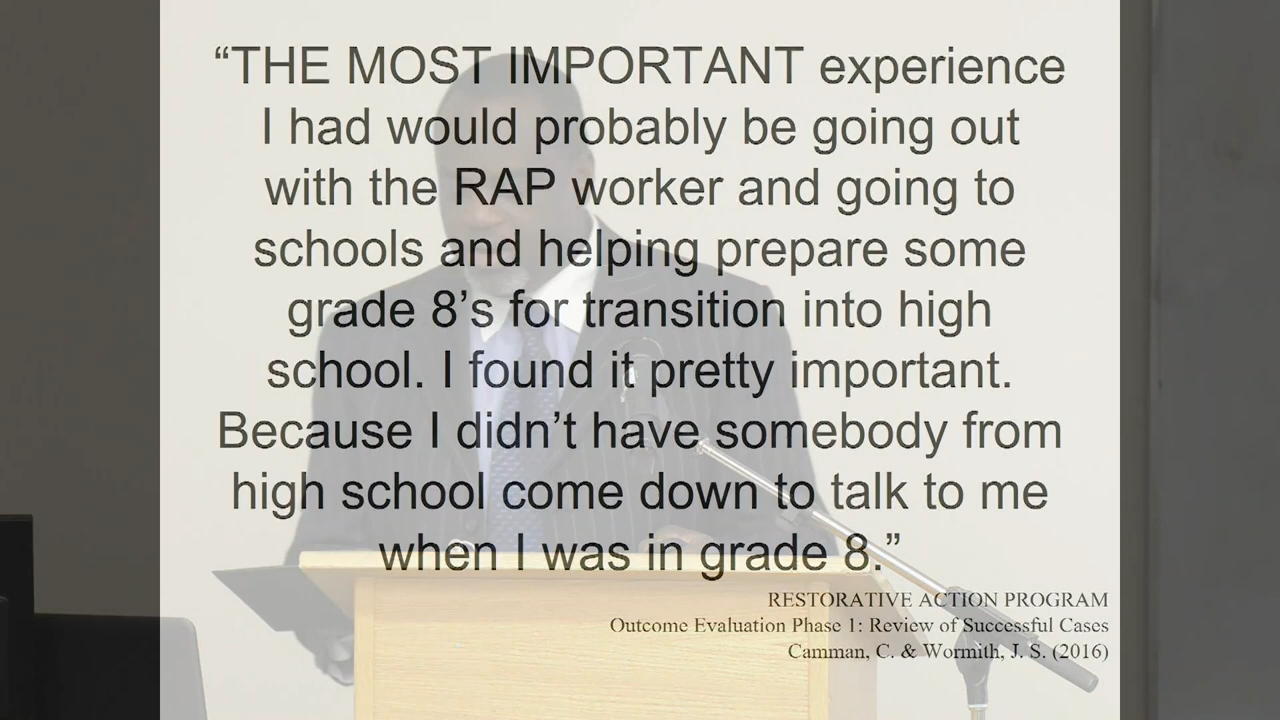 “THE MOST IMPORTANT experience
I had would probably be going out
with the RAP worker and going to
schools and helping prepare some
grade 8’s for transition into high
school. I found it pretty important.
Because I didn’t have somebody from
high school come down to talk to me
when I was in grade 8.”
RESTORATIVE ACTION PROGRAM
Outcome Evaluation Phase 1: Review of Successful Cases
Camman, C. & Wormith, J. S. (2016)